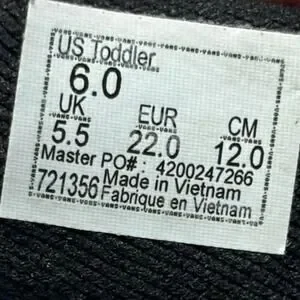 US Toddler
6.0
UK EUR CM
5.5 22.0 12.0
Master PO#: 4200247266
721356 Made in Vietnam
Fabrique en Vietnam